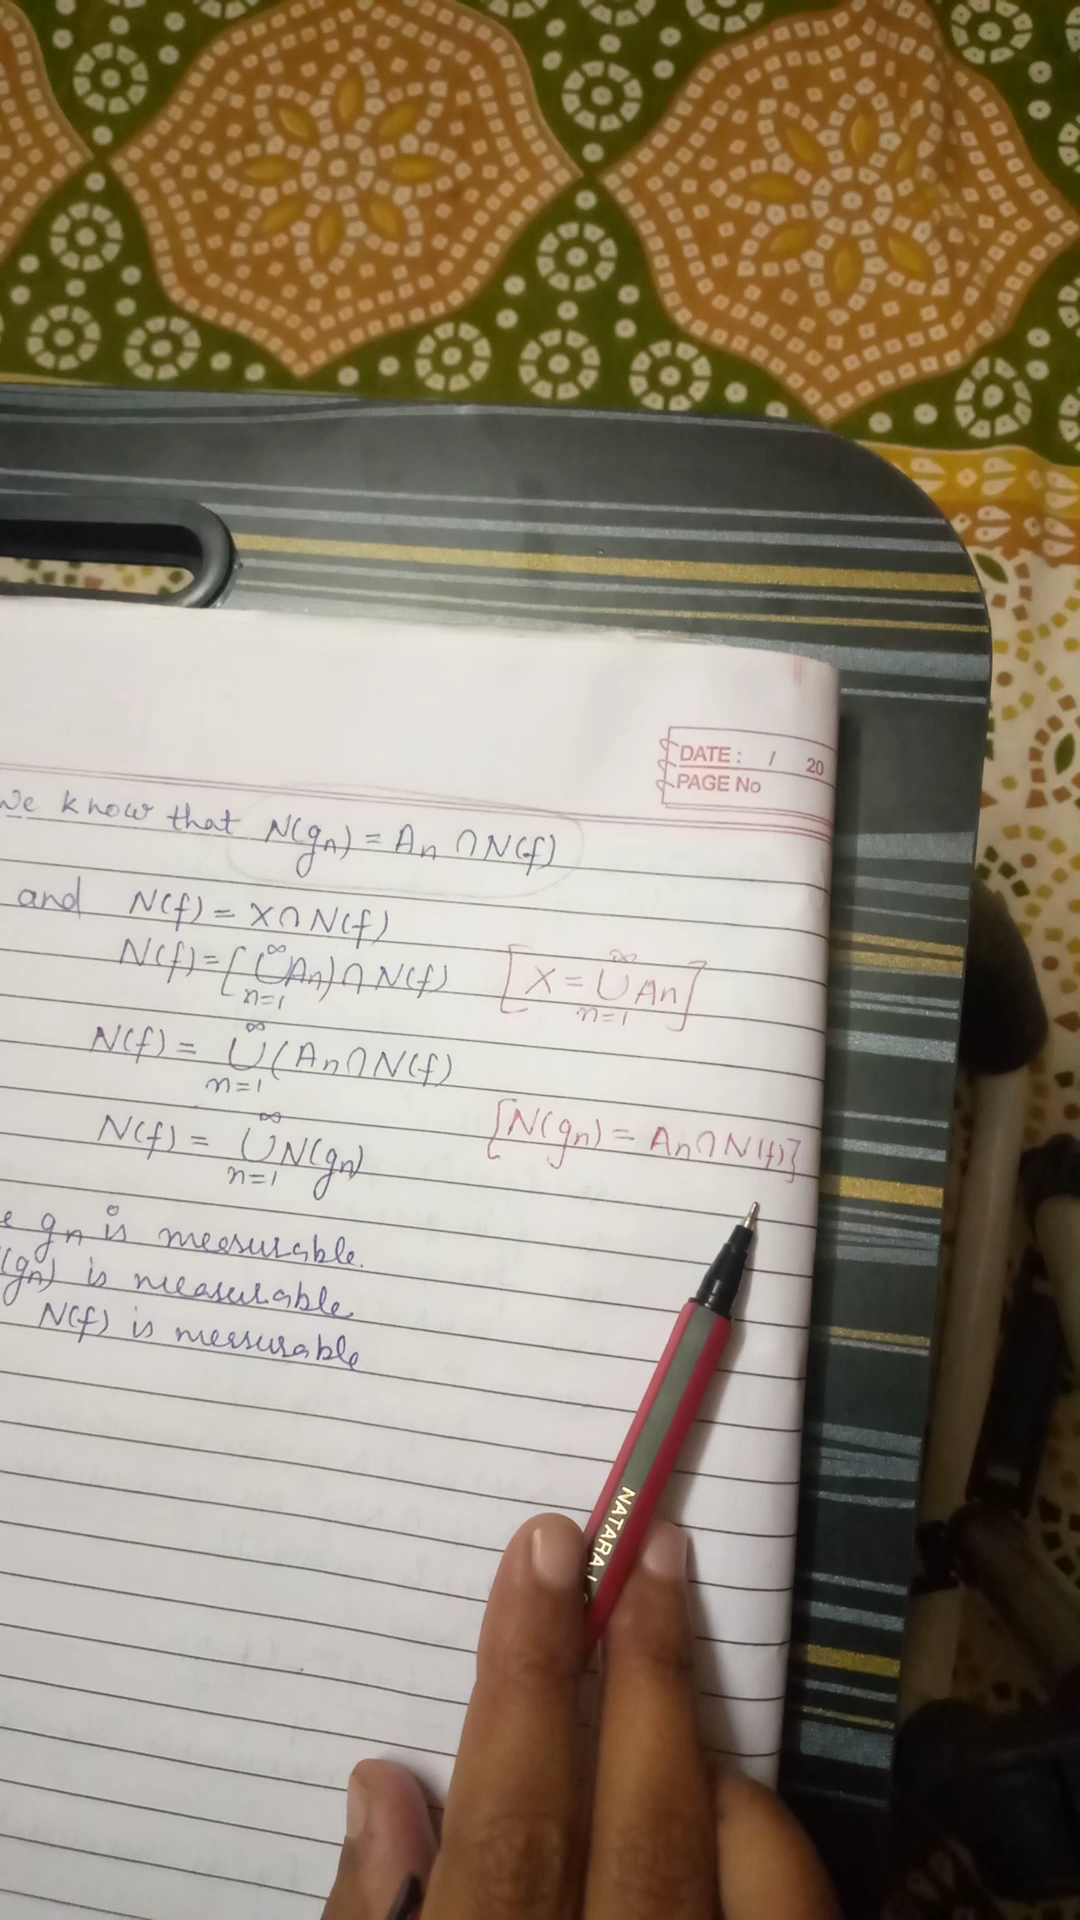 DATE: / 20
PAGE No
We know that N(gn) = An ∩ N(f)
and N(f) = X ∩ N(f)
N(f) = [∞∪n=1 An) ∩ N(f) [X = ∞∪n=1 An]
N(f) = ∞∪n=1 (An ∩ N(f)
N(f) = ∞∪n=1 N(gn) {N(gn) = An ∩ N(f)}
gn is measurable.
(gn) is measurable
N(f) is measurable
NATARAJ